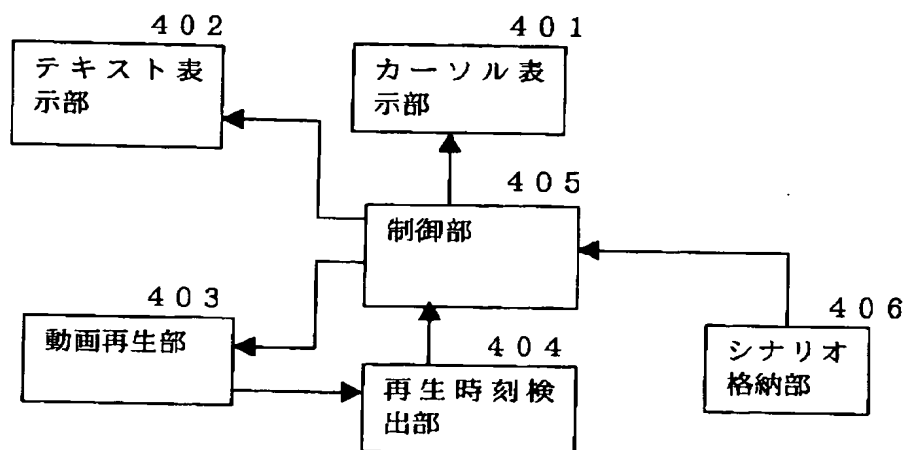 402
テキスト表
示部
401
カーソル表
示部
405
制御部
403
動画再生部
404
再生時刻検
出部
406
シナリオ
格納部